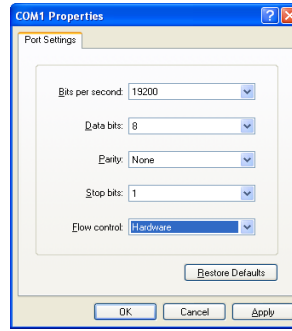 COM1 Properties
Port Settings
Bits per second: 19200
Data bits: 8
Parity: None
Stop bits: 1
Flow control: Hardware
Restore Defaults
OK Cancel Apply